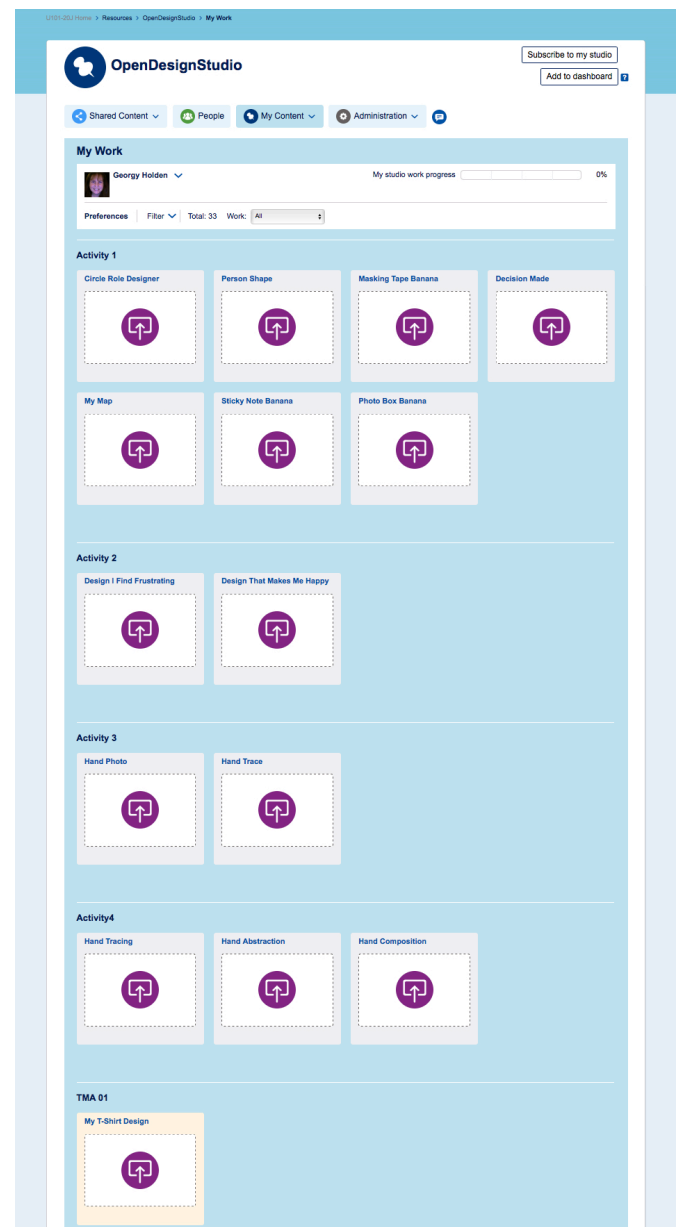 U101-20J Home > Resources > OpenDesignStudio > My Work
OpenDesignStudio
Subscribe to my studio
Add to dashboard ?
Shared Content
People
My Content
Administration
My Work
Georgy Holden
My studio work progress
0%
Preferences
Filter
Total: 33
Work:
All
Activity 1
Circle Role Designer
Person Shape
Masking Tape Banana
Decision Made
My Map
Sticky Note Banana
Photo Box Banana
Activity 2
Design I Find Frustrating
Design That Makes Me Happy
Activity 3
Hand Photo
Hand Trace
Activity4
Hand Tracing
Hand Abstraction
Hand Composition
TMA 01
My T-Shirt Design